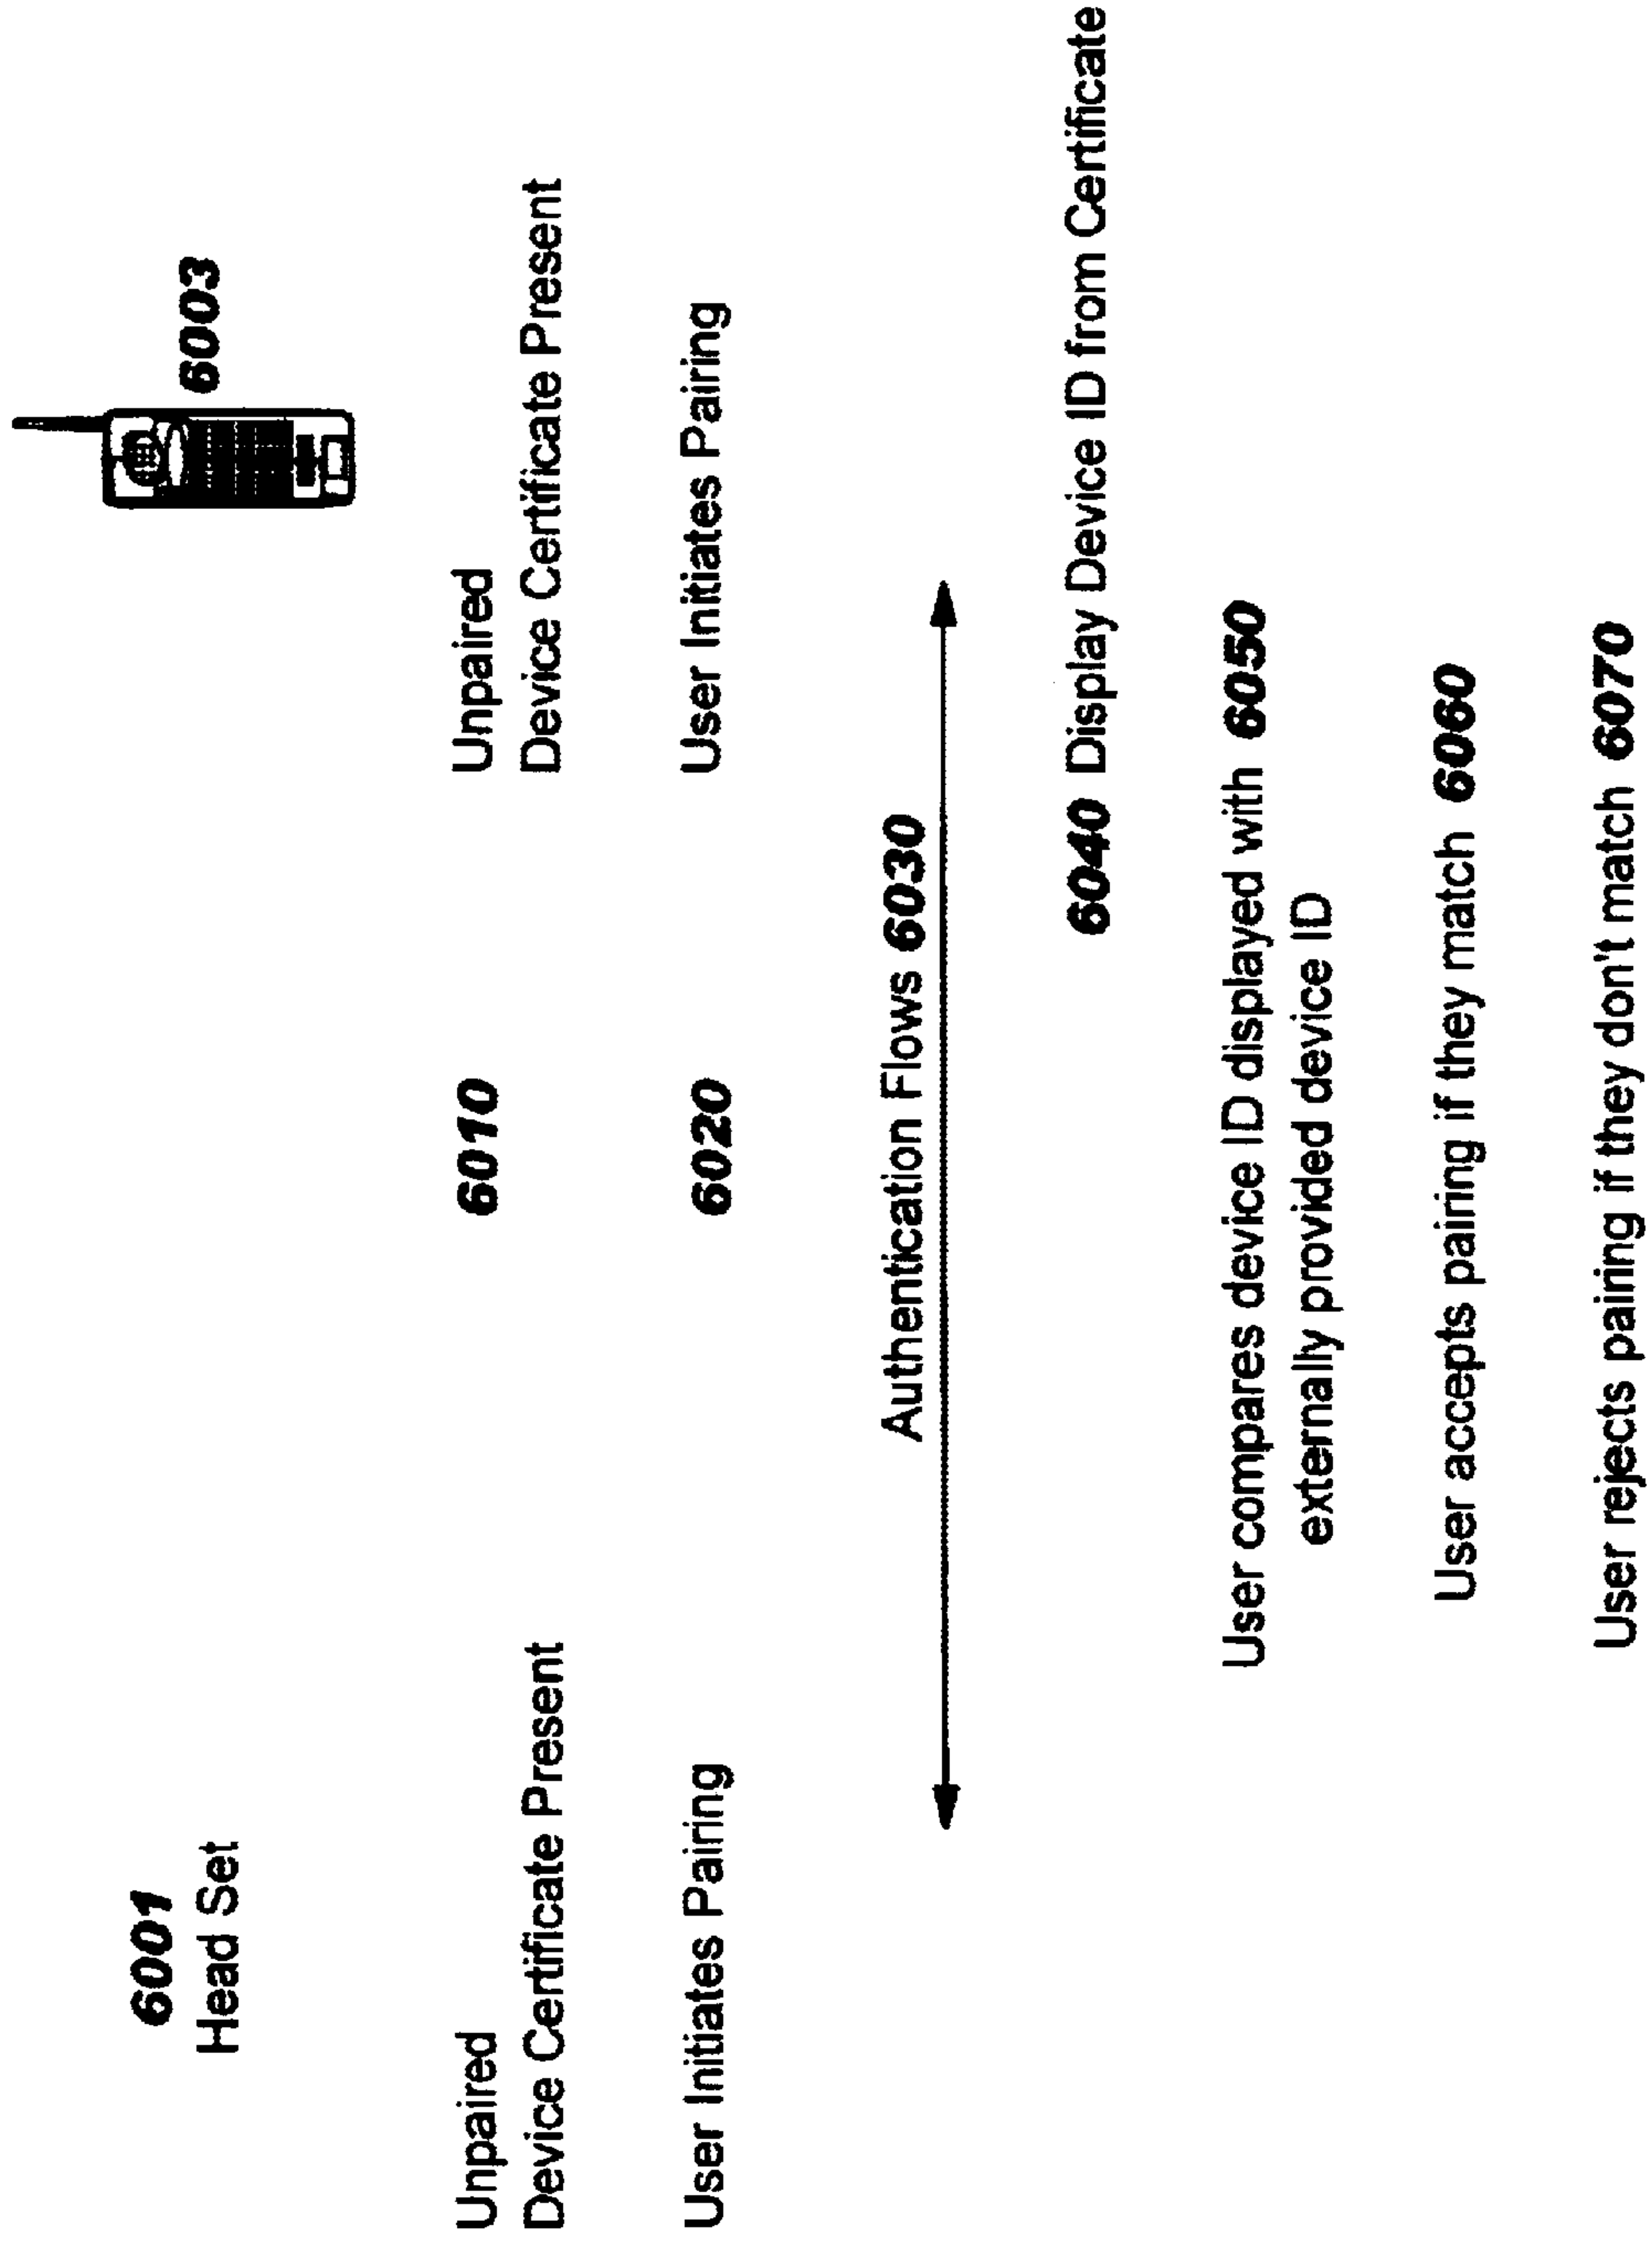 6001
Head Set
6003
Unpaired
Device Certificate Present
6010
Unpaired
Device Certificate Present
User Initiates Pairing
6020
User Initiates Pairing
Authentication Flows 6030
6040 Display Device ID from Certificate
User compares device ID displayed with 6050
externally provided device ID
User accepts pairing if they match 6060
User rejects pairing if they don't match 6070